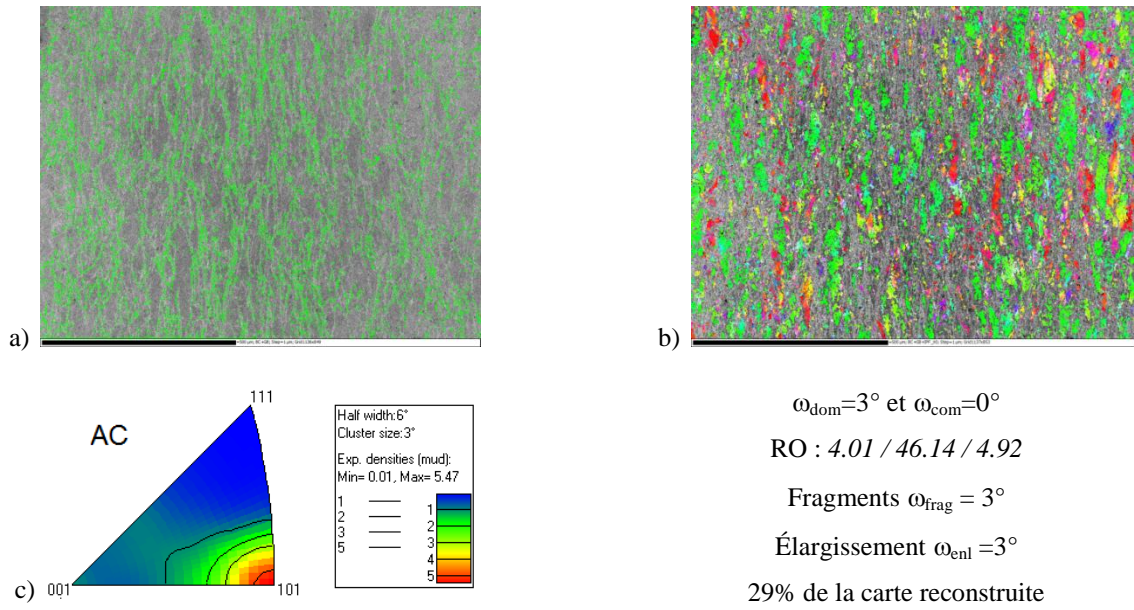 a)
b)
ω_dom=3° et ω_com=0°
RO : 4.01 / 46.14 / 4.92
Fragments ω_frag = 3°
Élargissement ω_enl =3°
29% de la carte reconstruite
c)
AC
111
001
101
Half width:6°
Cluster size:3°
Exp. densities (mud):
Min= 0.01, Max= 5.47
1
2
3
5
1
2
3
4
5